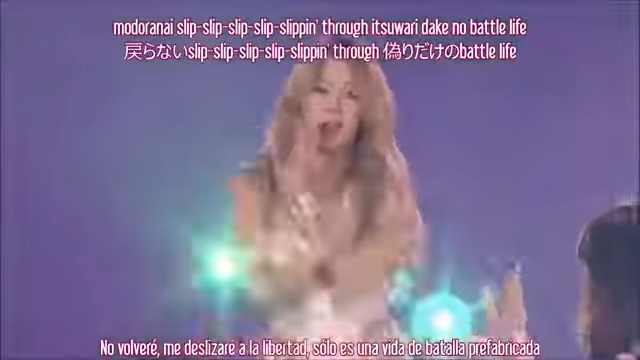 modoranai slip-slip-slip-slip-slippin' through itsuwari dake no battle life
戻らないslip-slip-slip-slip-slippin' through 偽りだけのbattle life
No volveré, me deslizaré a la libertad, sólo es una vida de batalla prefabricada